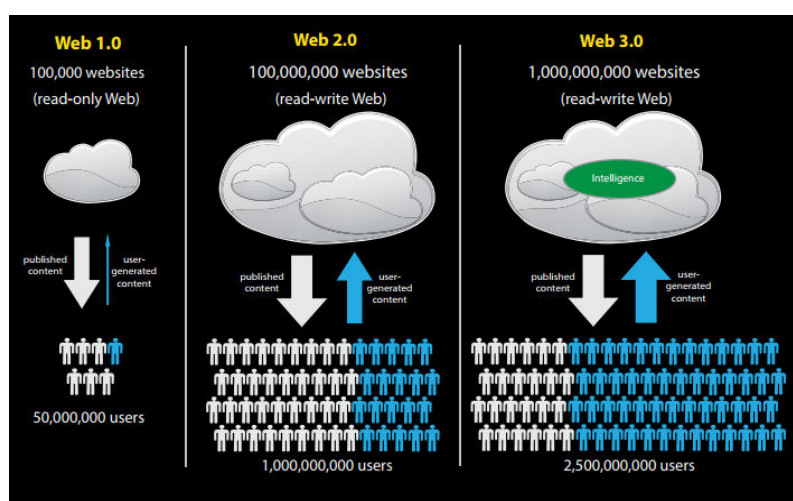 Web 1.0
100,000 websites
(read-only Web)
published
content
user-
generated
content
50,000,000 users
Web 2.0
100,000,000 websites
(read-write Web)
published
content
user-
generated
content
1,000,000,000 users
Web 3.0
1,000,000,000 websites
(read-write Web)
Intelligence
published
content
user-
generated
content
2,500,000,000 users